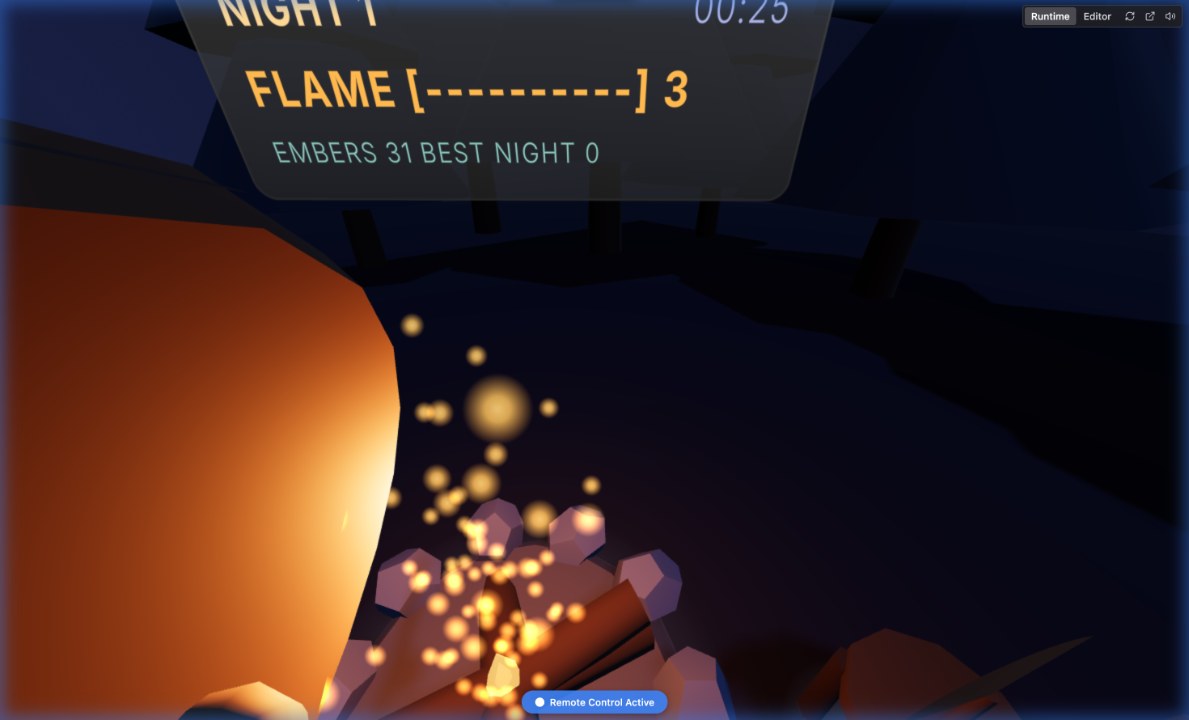 NIGHT 1 00:25
Runtime Editor
FLAME [----------] 3
EMBERS 31 BEST NIGHT 0
Remote Control Active